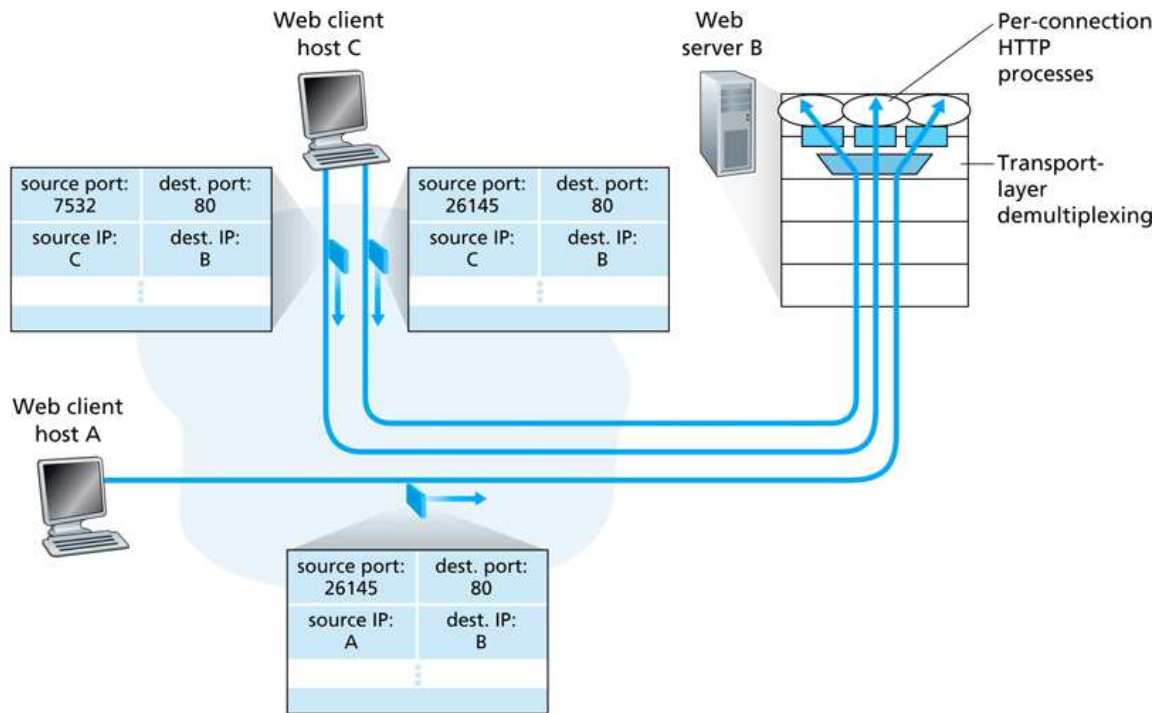 Web client
host C
Web
server B
Per-connection
HTTP
processes
Transport-
layer
demultiplexing
source port:
7532
dest. port:
80
source IP:
C
dest. IP:
B
source port:
26145
dest. port:
80
source IP:
C
dest. IP:
B
Web client
host A
source port:
26145
dest. port:
80
source IP:
A
dest. IP:
B